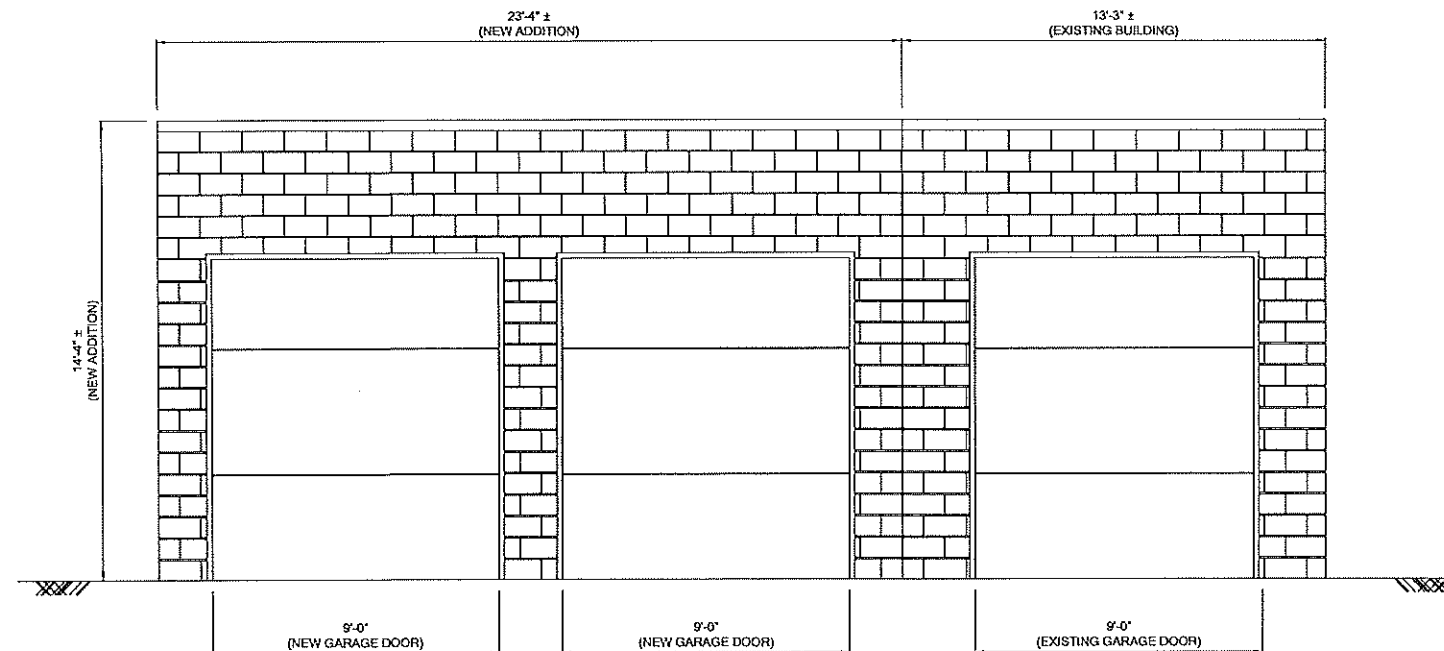 23'-4" ±
(NEW ADDITION)
13'-3" ±
(EXISTING BUILDING)
14'-4" ±
(NEW ADDITION)
9'-0"
(NEW GARAGE DOOR)
9'-0"
(NEW GARAGE DOOR)
9'-0"
(EXISTING GARAGE DOOR)